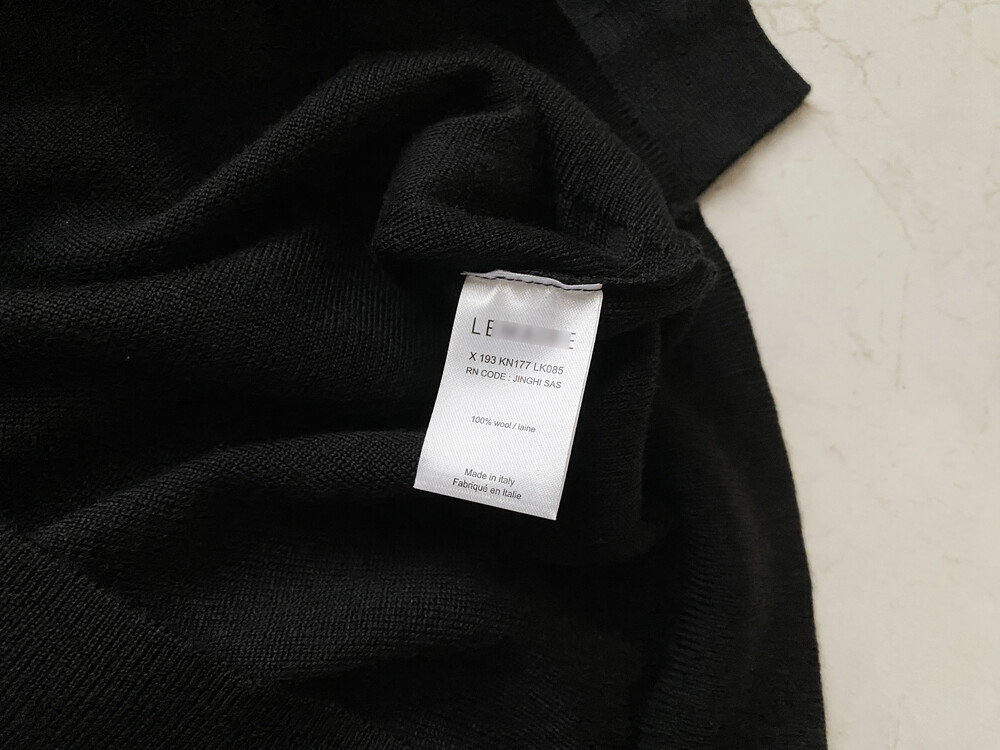 X 193 KN177 LK085
RN CODE : JINGHI SAS
100% wool / laine
Made in italy
Fabriqué en Italie